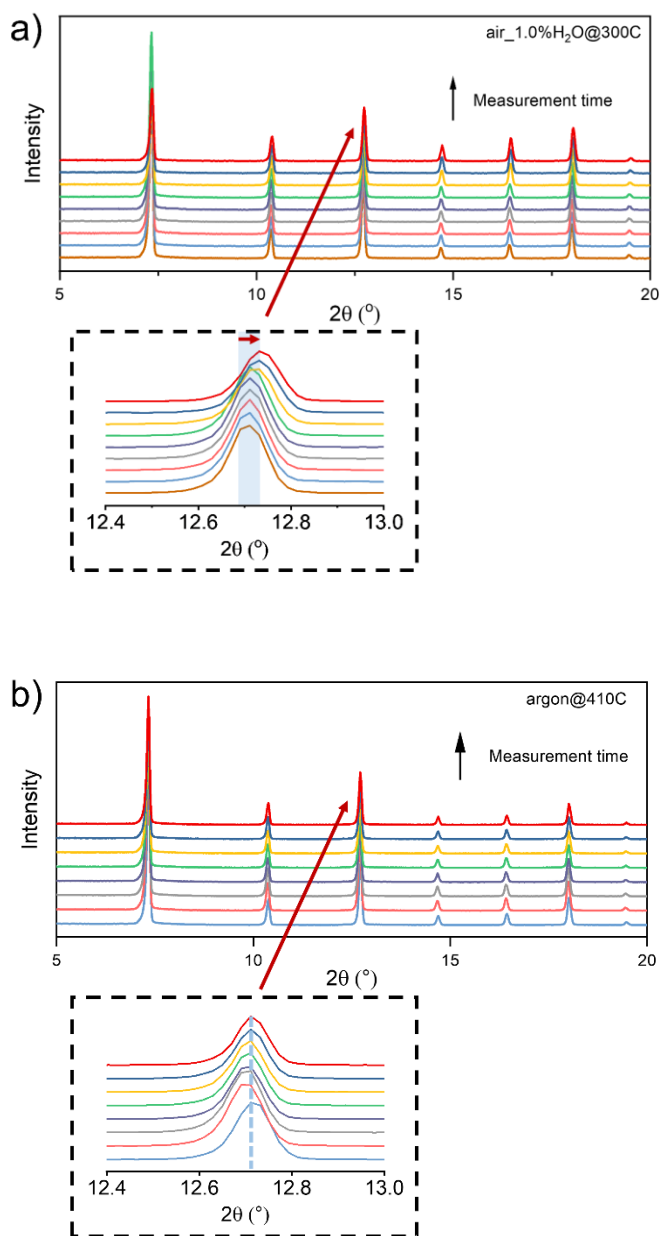 a)
air_1.0%H₂O@300C
Measurement time
Intensity
5 10 15 20
2θ (°)
12.4 12.6 12.8 13.0
2θ (°)
b)
argon@410C
Measurement time
Intensity
5 10 15 20
2θ (°)
12.4 12.6 12.8 13.0
2θ (°)